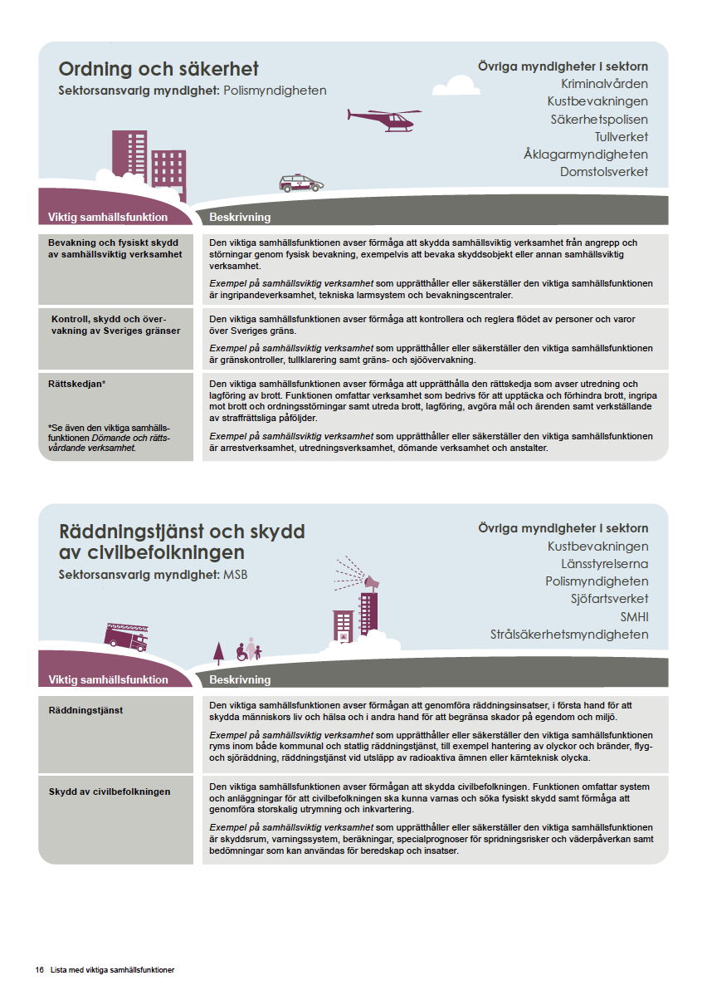 Ordning och säkerhet
Sektorsansvarig myndighet: Polismyndigheten
Övriga myndigheter i sektorn
Kriminalvården
Kustbevakningen
Säkerhetspolisen
Tullverket
Åklagarmyndigheten
Domstolsverket
Viktig samhällsfunktion
Beskrivning
Bevakning och fysiskt skydd
av samhällsviktig verksamhet
Den viktiga samhällsfunktionen avser förmåga att skydda samhällsviktig verksamhet från angrepp och
störningar genom fysisk bevakning, exempelvis att bevaka skyddsobjekt eller annan samhällsviktig
verksamhet.
Exempel på samhällsviktig verksamhet som upprätthåller eller säkerställer den viktiga samhällsfunktionen
är ingripandeverksamhet, tekniska larmsystem och bevakningscentraler.
Kontroll, skydd och över-
vakning av Sveriges gränser
Den viktiga samhällsfunktionen avser förmåga att kontrollera och reglera flödet av personer och varor
över Sveriges gräns.
Exempel på samhällsviktig verksamhet som upprätthåller eller säkerställer den viktiga samhällsfunktionen
är gränskontroller, tullklarering samt gräns- och sjöövervakning.
Rättskedjan*
*Se även den viktiga samhälls-
funktionen Dömande och rätts-
vårdande verksamhet.
Den viktiga samhällsfunktionen avser förmåga att upprätthålla den rättskedja som avser utredning och
lagföring av brott. Funktionen omfattar verksamhet som bedrivs för att upptäcka och förhindra brott, ingripa
mot brott och ordningsstörningar samt utreda brott, lagföring, avgöra mål och ärenden samt verkställande
av straffrättsliga påföljder.
Exempel på samhällsviktig verksamhet som upprätthåller eller säkerställer den viktiga samhällsfunktionen
är arrestverksamhet, utredningsverksamhet, dömande verksamhet och anstalter.
Räddningstjänst och skydd
av civilbefolkningen
Sektorsansvarig myndighet: MSB
Övriga myndigheter i sektorn
Kustbevakningen
Länsstyrelserna
Polismyndigheten
Sjöfartsverket
SMHI
Strålsäkerhetsmyndigheten
Viktig samhällsfunktion
Beskrivning
Räddningstjänst
Den viktiga samhällsfunktionen avser förmågan att genomföra räddningsinsatser, i första hand för att
skydda människors liv och hälsa och i andra hand för att begränsa skador på egendom och miljö.
Exempel på samhällsviktig verksamhet som upprätthåller eller säkerställer den viktiga samhällsfunktionen
ryms inom både kommunal och statlig räddningstjänst, till exempel hantering av olyckor och bränder, flyg-
och sjöräddning, räddningstjänst vid utsläpp av radioaktiva ämnen eller kärnteknisk olycka.
Skydd av civilbefolkningen
Den viktiga samhällsfunktionen avser förmågan att skydda civilbefolkningen. Funktionen omfattar system
och anläggningar för att civilbefolkningen ska kunna varnas och söka fysiskt skydd samt förmåga att
genomföra storskalig utrymning och inkvartering.
Exempel på samhällsviktig verksamhet som upprätthåller eller säkerställer den viktiga samhällsfunktionen
är skyddsrum, varningssystem, beräkningar, specialprognoser för spridningsrisker och väderpåverkan samt
bedömningar som kan användas för beredskap och insatser.
16 Lista med viktiga samhällsfunktioner